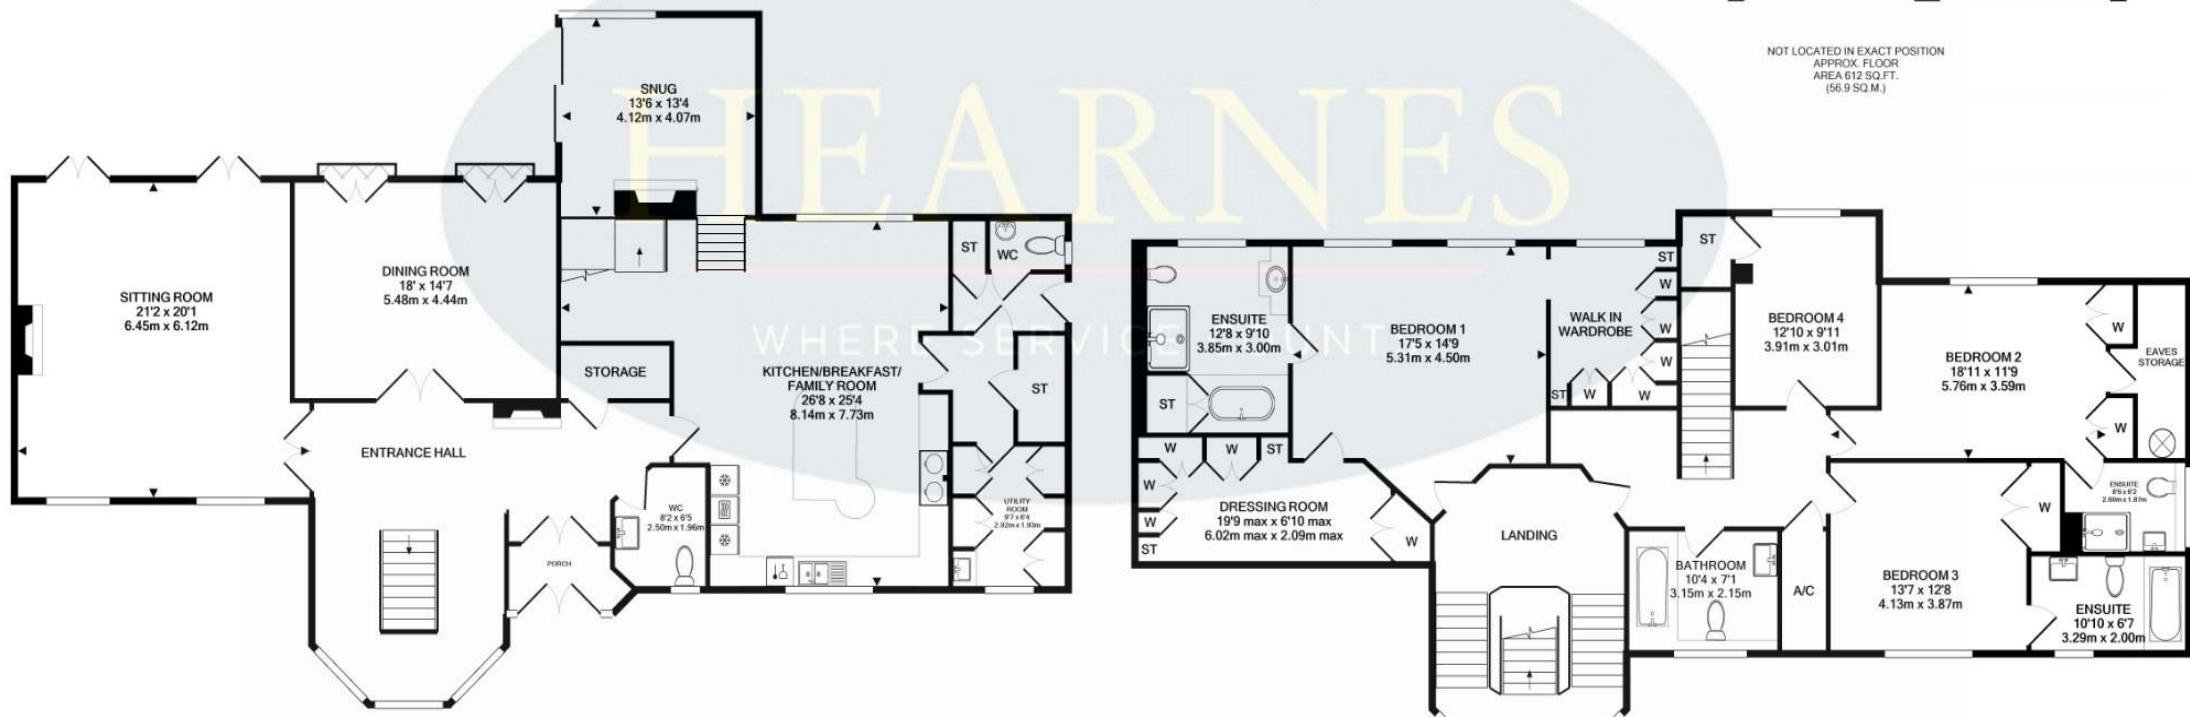 NOT LOCATED IN EXACT POSITION
APPROX. FLOOR
AREA 612 SQ.FT.
(56.9 SQ.M.)
HEARNES
WHERE SERVICE COUNT
SNUG
13'6 x 13'4
4.12m x 4.07m
SITTING ROOM
21'2 x 20'1
6.45m x 6.12m
DINING ROOM
18' x 14'7
5.48m x 4.44m
ST
WC
STORAGE
KITCHEN/BREAKFAST/
FAMILY ROOM
26'8 x 25'4
8.14m x 7.73m
ST
ENTRANCE HALL
WC
8'2 x 6'5
2.50m x 1.96m
UTILITY
ROOM
9'7 x 6'4
2.92m x 1.93m
PORCH
ENSUITE
12'8 x 9'10
3.85m x 3.00m
ST
BEDROOM 1
17'5 x 14'9
5.31m x 4.50m
WALK IN
WARDROBE
ST
W
W
W
W
W
ST
ST
BEDROOM 4
12'10 x 9'11
3.91m x 3.01m
BEDROOM 2
18'11 x 11'9
5.76m x 3.59m
W
W
EAVES
STORAGE
W
W
ST
W
W
ST
DRESSING ROOM
19'9 max x 6'10 max
6.02m max x 2.09m max
W
LANDING
BATHROOM
10'4 x 7'1
3.15m x 2.15m
A/C
BEDROOM 3
13'7 x 12'8
4.13m x 3.87m
W
ENSUITE
8'6 x 6'2
2.60m x 1.87m
ENSUITE
10'10 x 6'7
3.29m x 2.00m